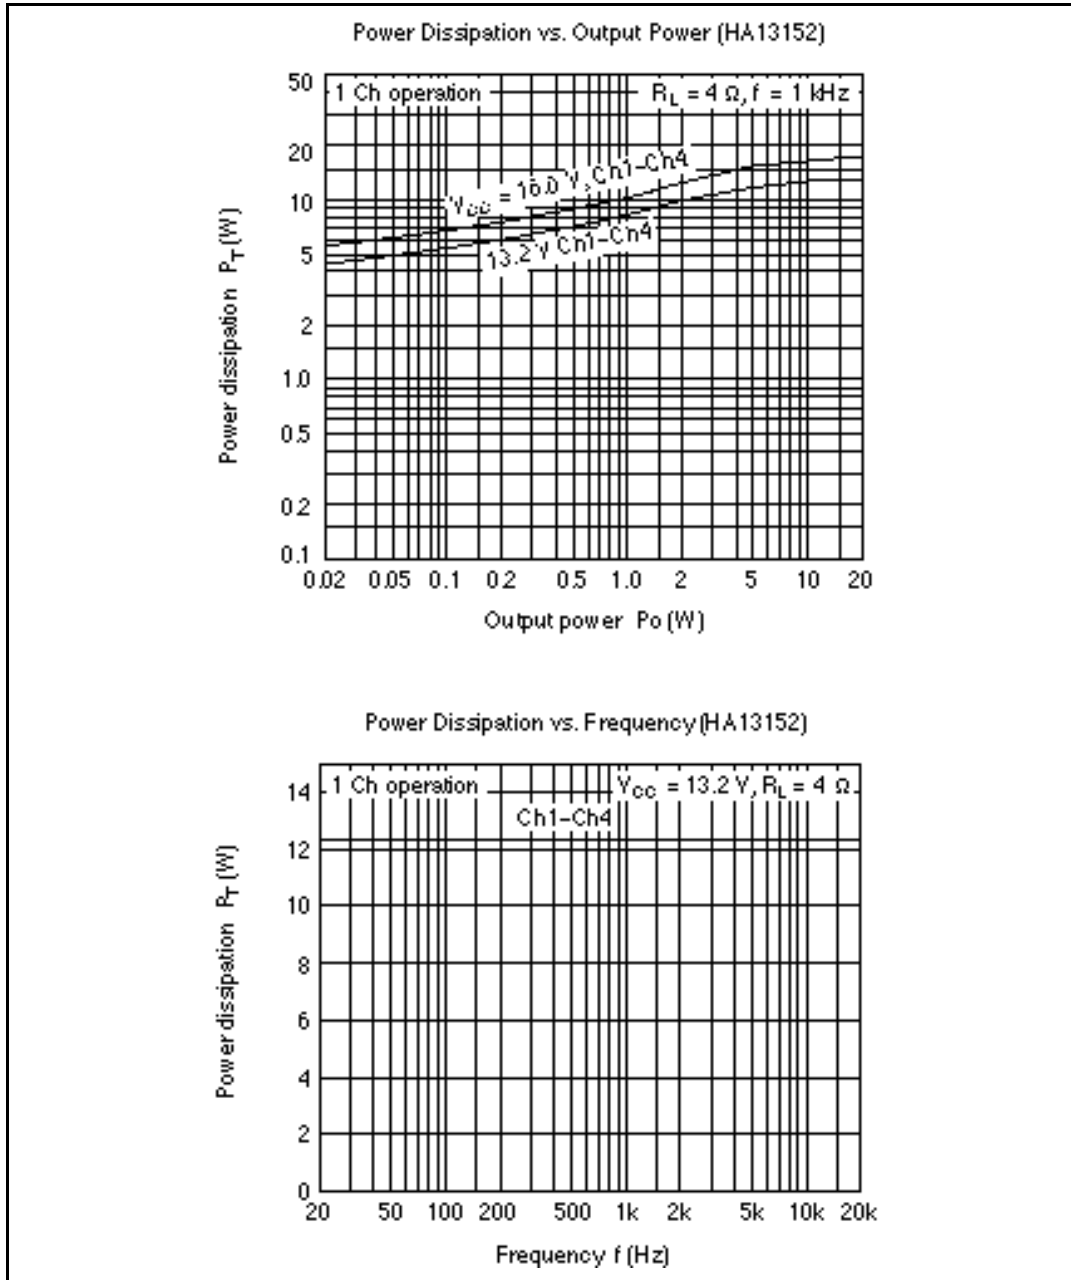 Power Dissipation vs. Output Power (HA13152)
1 Ch operation
R_L = 4 Ω, f = 1 kHz
V_CC = 16.0 V, Ch1–Ch4
13.2 V Ch1–Ch4
50
20
10
5
2
1.0
0.5
0.2
0.1
Power dissipation P_T (W)
0.02 0.05 0.1 0.2 0.5 1.0 2 5 10 20
Output power Po (W)
Power Dissipation vs. Frequency (HA13152)
1 Ch operation
V_CC = 13.2 V, R_L = 4 Ω
Ch1–Ch4
14
12
10
8
6
4
2
0
Power dissipation P_T (W)
20 50 100 200 500 1k 2k 5k 10k 20k
Frequency f (Hz)